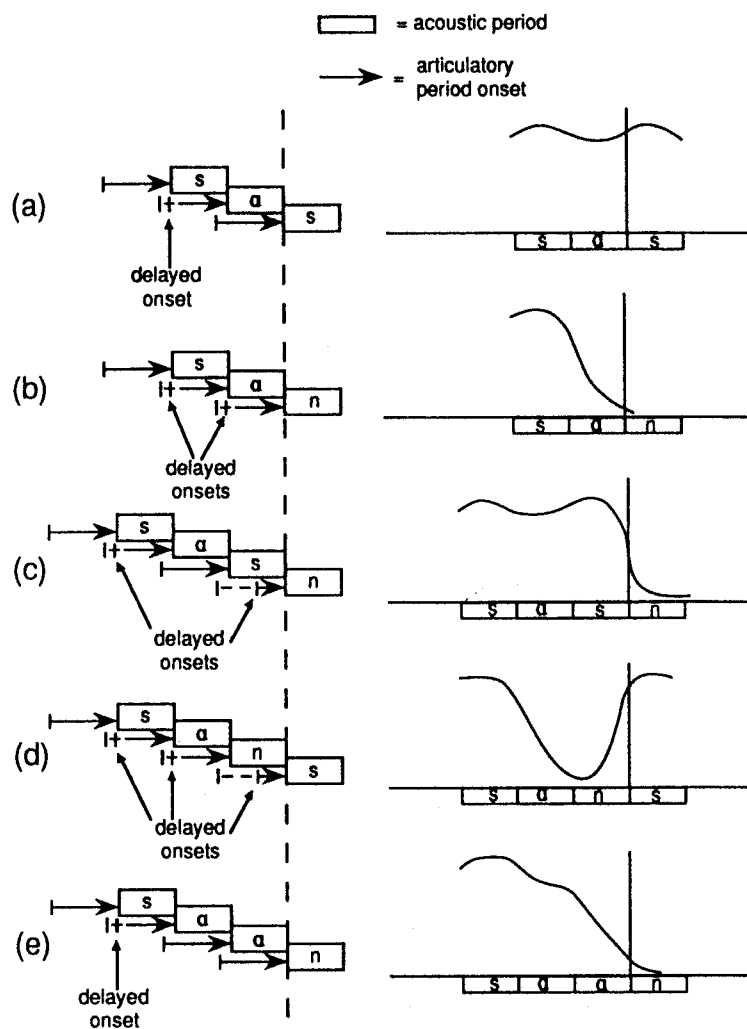 = acoustic period
= articulatory
period onset
(a)
s
ɑ
s
delayed
onset
s ɑ s
(b)
s
ɑ
n
delayed
onsets
s ɑ n
(c)
s
ɑ
s
n
delayed
onsets
s ɑ s n
(d)
s
ɑ
n
s
delayed
onsets
s ɑ n s
(e)
s
ɑ
ɑ
n
delayed
onset
s ɑ ɑ n